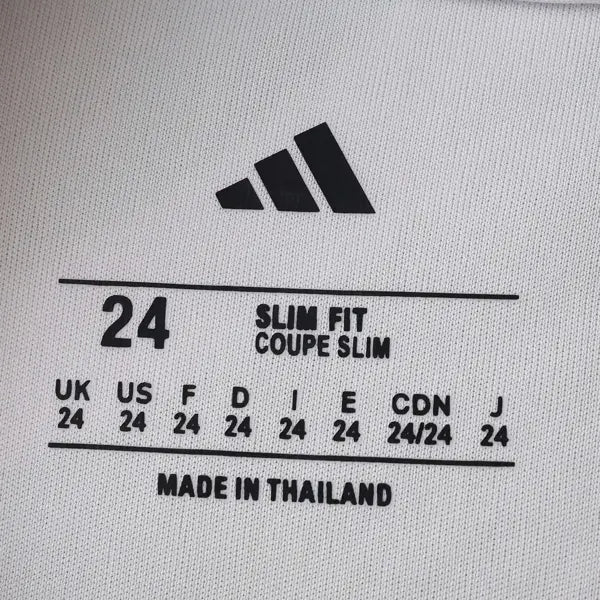 24
SLIM FIT
COUPE SLIM
UK US F D I E CDN J
24 24 24 24 24 24 24/24 24
MADE IN THAILAND